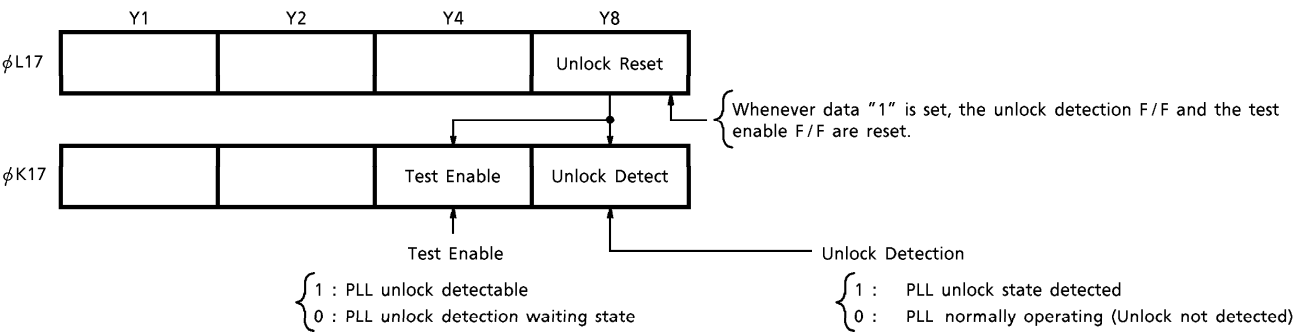 Y1 Y2 Y4 Y8
φL17 Unlock Reset
Whenever data "1" is set, the unlock detection F/F and the test
enable F/F are reset.
φK17 Test Enable Unlock Detect
Test Enable Unlock Detection
1 : PLL unlock detectable 1 : PLL unlock state detected
0 : PLL unlock detection waiting state 0 : PLL normally operating (Unlock not detected)